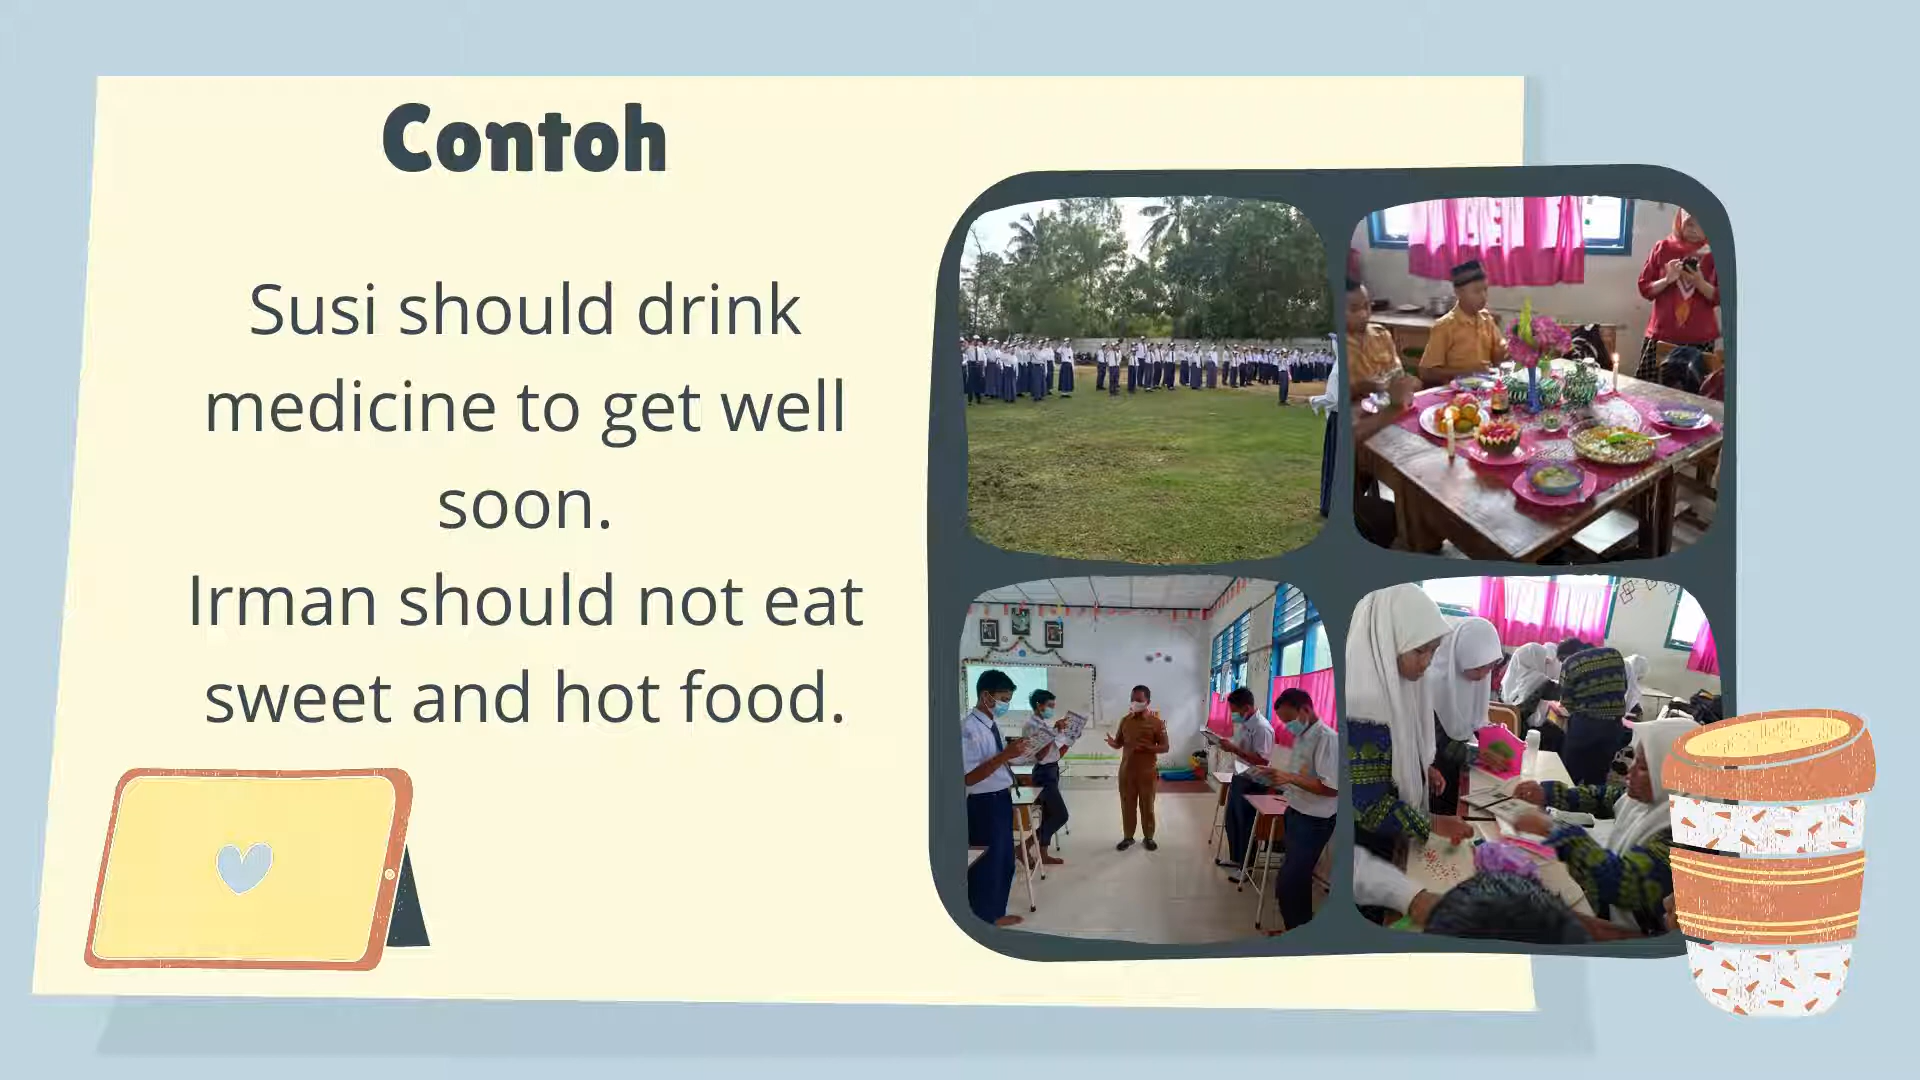 Contoh
Susi should drink
medicine to get well
soon.
Irman should not eat
sweet and hot food.